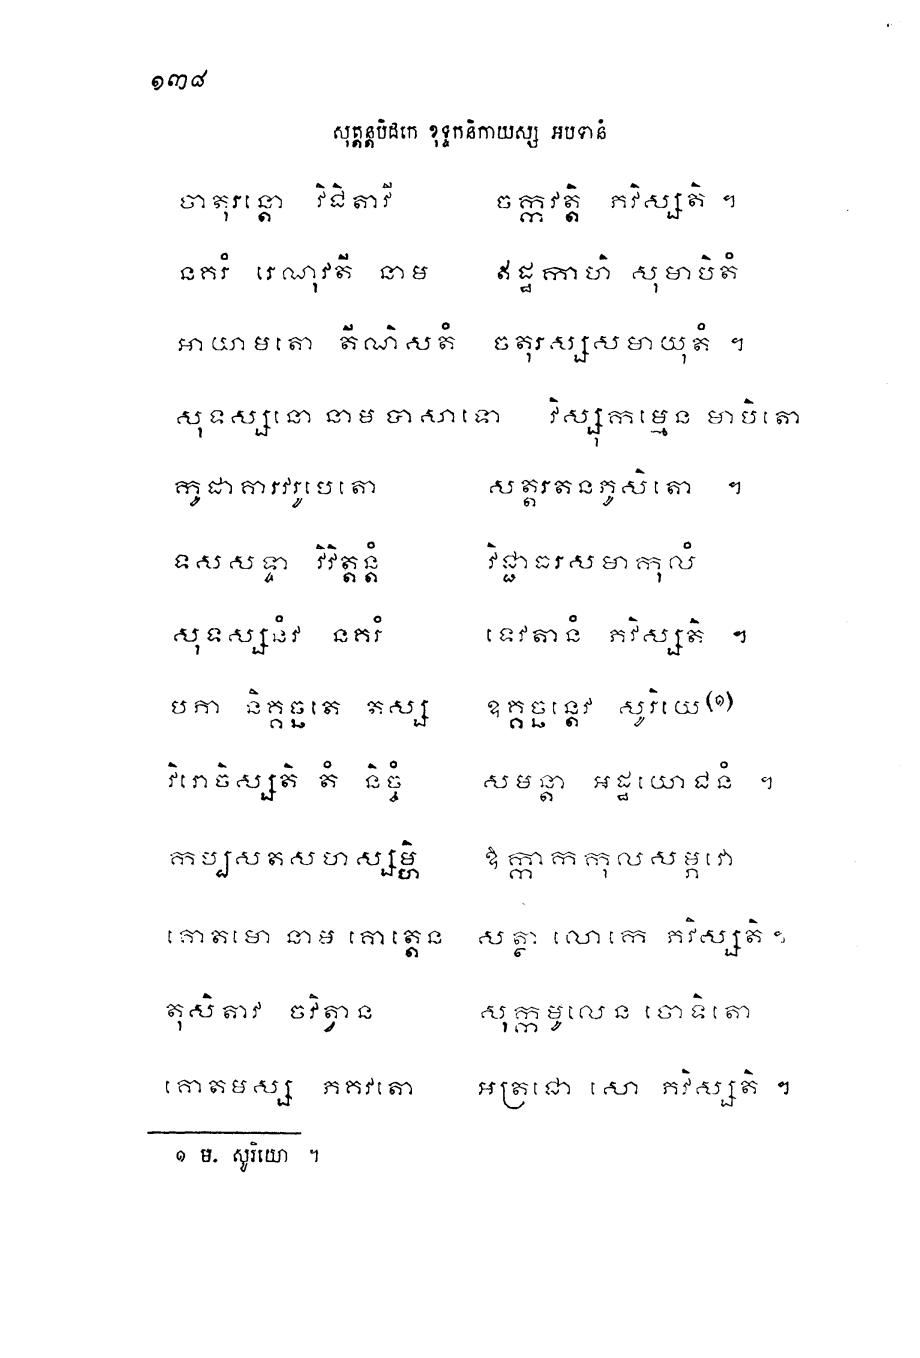 ១៣៨
សុត្តន្តបិដកេ ខុទ្ទកនិកាយស្ស អបទានំ
ចាតុរន្តោ វិជិតាវី ចក្កវត្តិ ភវិស្សតិ ។
នគរំ រេណុវតី នាម ឥដ្ឋកាហិ សុមាបិតំ
អាយាមតោ តីណិសតំ ចតុរស្សសមាយុតំ ។
សុទស្សនោ នាម បាសាទោ វិស្សុកម្មេន មាបិតោ
កូដាគារវរូបេតោ សត្តរតនភូសិតោ ។
ទសសទ្ទា វិវិត្តន្តំ វិជ្ជាធរសមាកុលំ
សុទស្សនំវ នគរំ ទេវតានំ ភវិស្សតិ ។
បភា និគ្គច្ឆតេ តស្ស ឧគ្គច្ឆន្តេវ សូរិយេ(១)
វិរោចិស្សតិ តំ និច្ចំ សមន្តា អដ្ឋយោជនំ ។
កប្បសតសហស្សម្ហិ ឱក្កាកកុលសម្ភវោ
គោតមោ នាម គោត្តេន សត្ថា លោកេ ភវិស្សតិ ។
តុសិតាវ ចវិត្វាន សុក្កមូលេន ចោទិតោ
គោតមស្ស ភគវតោ អត្រជោ សោ ភវិស្សតិ ។
១ ម. សូរិយោ ។